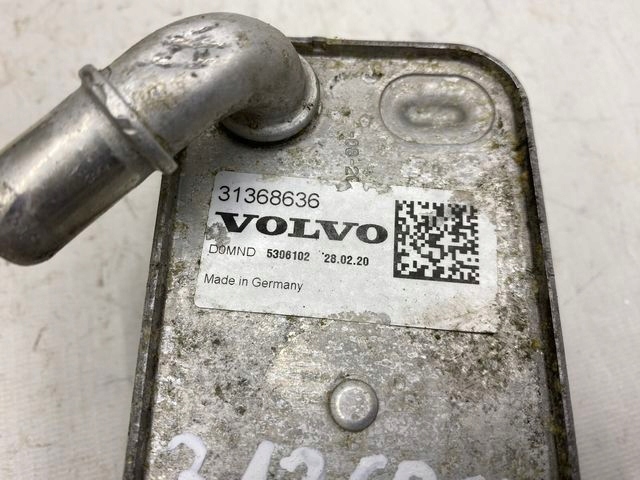 31368636
VOLVO
D0MND 5306102 28.02.20
Made in Germany